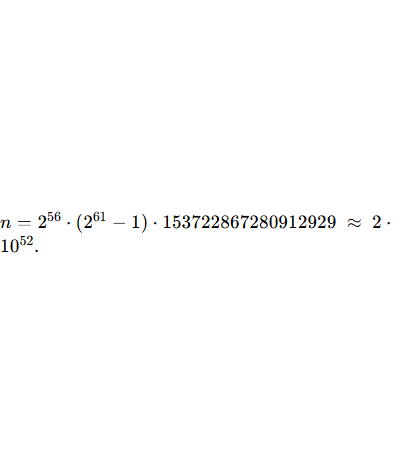 n = 2^56 · (2^61 − 1) · 153722867280912929 ≈ 2 ·
10^52.